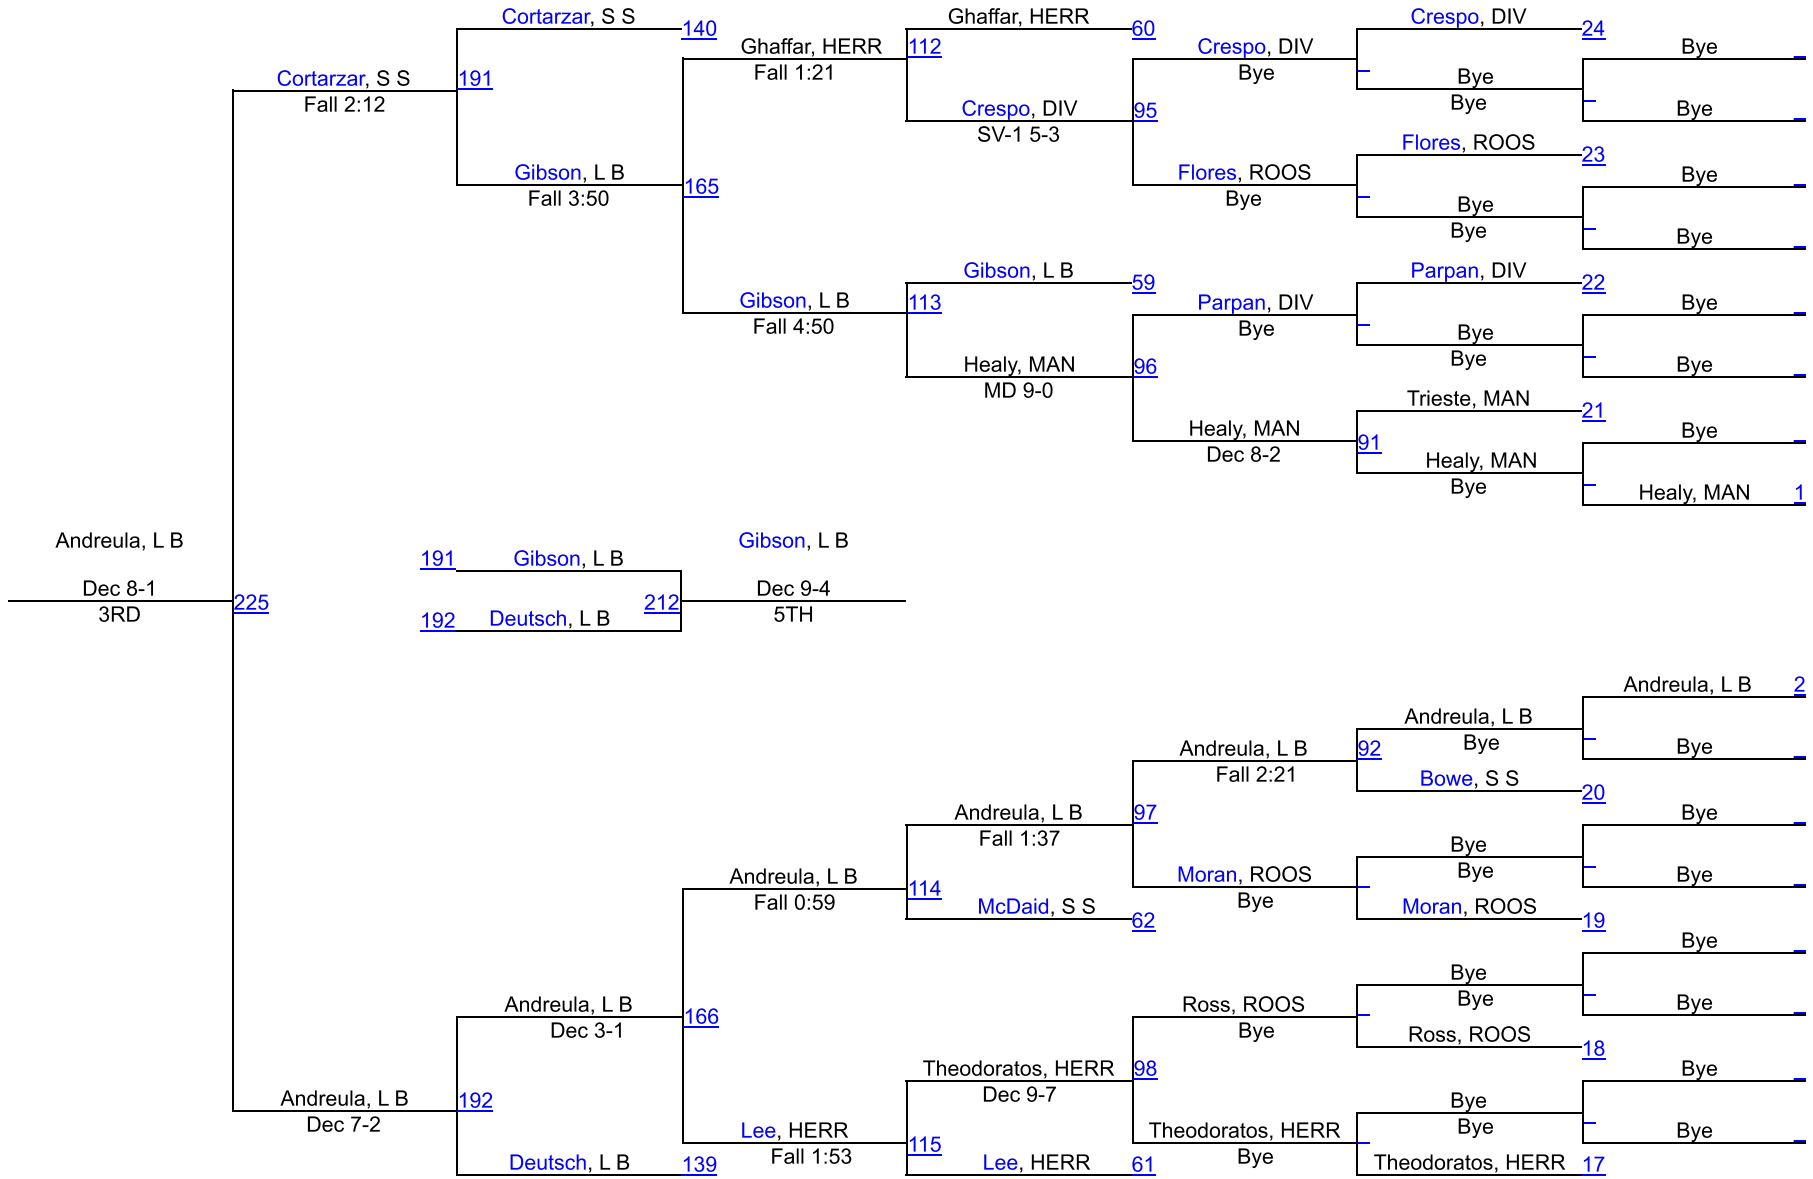 Cortarzar, S S
140
Ghaffar, HERR
60
Crespo, DIV
24
Bye
Ghaffar, HERR
112
Crespo, DIV
Cortarzar, S S
191
Fall 1:21
Bye
Bye
Fall 2:12
Bye
Bye
Crespo, DIV
95
SV-1 5-3
Flores, ROOS
23
Gibson, L B
165
Flores, ROOS
Bye
Fall 3:50
Bye
Bye
Bye
Bye
Gibson, L B
59
Parpan, DIV
22
Gibson, L B
113
Parpan, DIV
Bye
Fall 4:50
Bye
Bye
Healy, MAN
96
Bye
Bye
MD 9-0
Trieste, MAN
21
Healy, MAN
91
Bye
Dec 8-2
Healy, MAN
Bye
Healy, MAN
1
Andreula, L B
Gibson, L B
191
Gibson, L B
Dec 8-1
Dec 9-4
225
212
3RD
5TH
192
Deutsch, L B
Andreula, L B
2
Andreula, L B
Andreula, L B
92
Bye
Bye
Fall 2:21
Bowe, S S
20
Andreula, L B
97
Bye
Fall 1:37
Bye
Andreula, L B
114
Moran, ROOS
Bye
Bye
Fall 0:59
Bye
McDaid, S S
62
Moran, ROOS
19
Bye
Bye
Andreula, L B
166
Ross, ROOS
Bye
Bye
Dec 3-1
Bye
Ross, ROOS
18
Theodoratos, HERR
98
Bye
Dec 9-7
Andreula, L B
192
Bye
Dec 7-2
Bye
Lee, HERR
115
Theodoratos, HERR
Bye
Fall 1:53
Bye
Deutsch, L B
139
Lee, HERR
61
Theodoratos, HERR
17